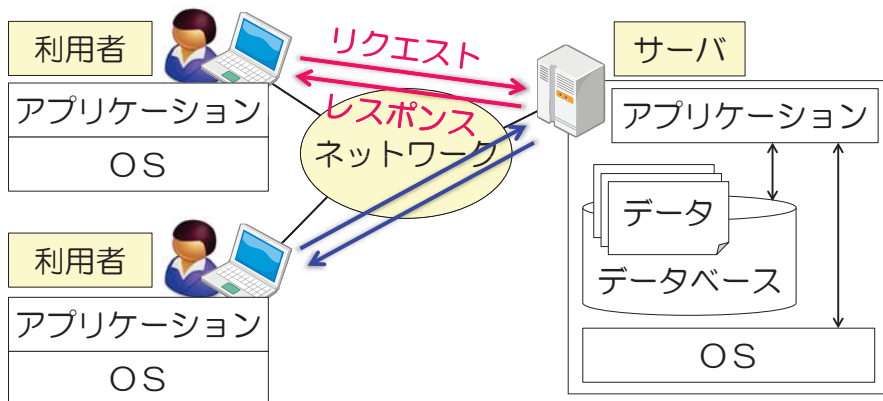 利用者
アプリケーション
ＯＳ
リクエスト
レスポンス
ネットワーク
サーバ
アプリケーション
データ
データベース
ＯＳ
利用者
アプリケーション
ＯＳ